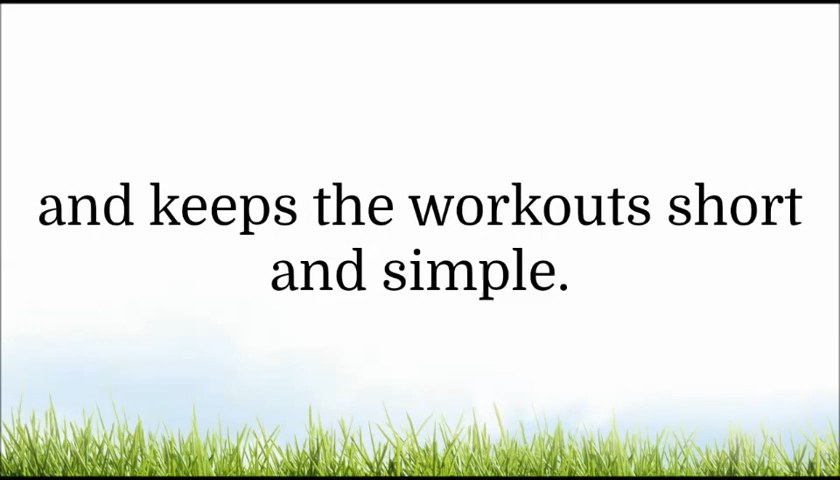 and keeps the workouts short
and simple.